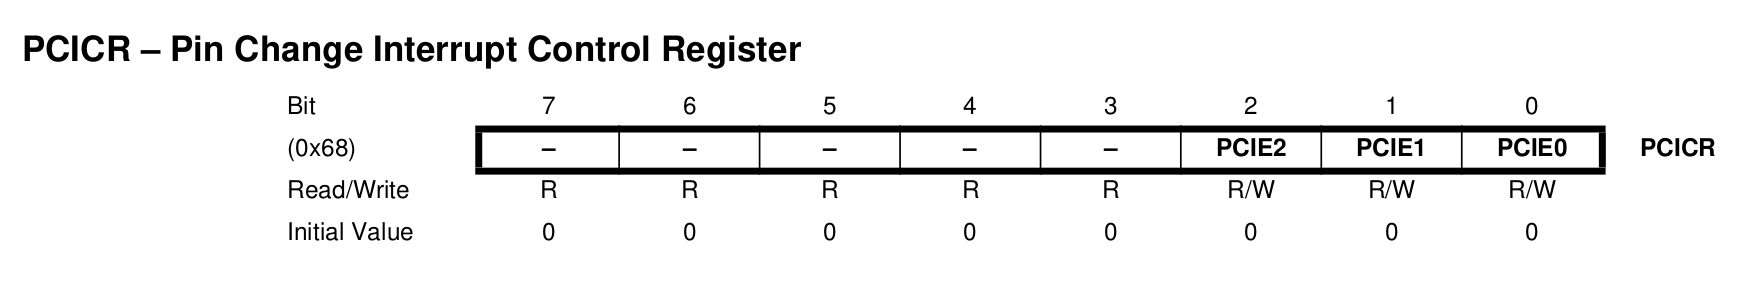 PCICR – Pin Change Interrupt Control Register
Bit 7 6 5 4 3 2 1 0
(0x68) – – – – – PCIE2 PCIE1 PCIE0 PCICR
Read/Write R R R R R R/W R/W R/W
Initial Value 0 0 0 0 0 0 0 0